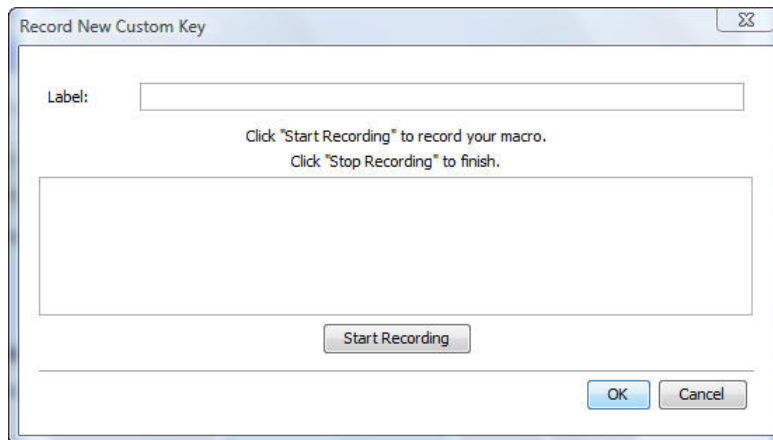 Record New Custom Key
Label:
Click "Start Recording" to record your macro.
Click "Stop Recording" to finish.
Start Recording
OK Cancel